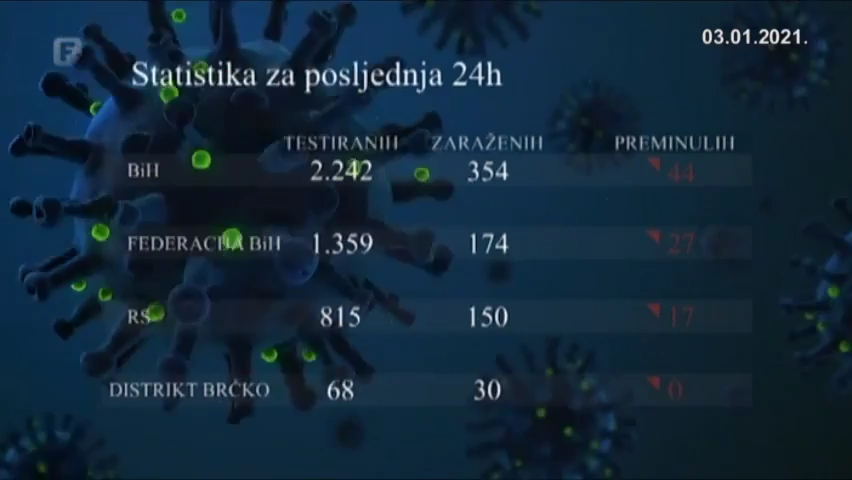 F
03.01.2021.
Statistika za posljednja 24h
TESTIRANIH ZARAŽENIH PREMINULIH
BiH 2.242 354 44
FEDERACIJA BiH 1.359 174 27
RS 815 150 17
DISTRIKT BRČKO 68 30 0